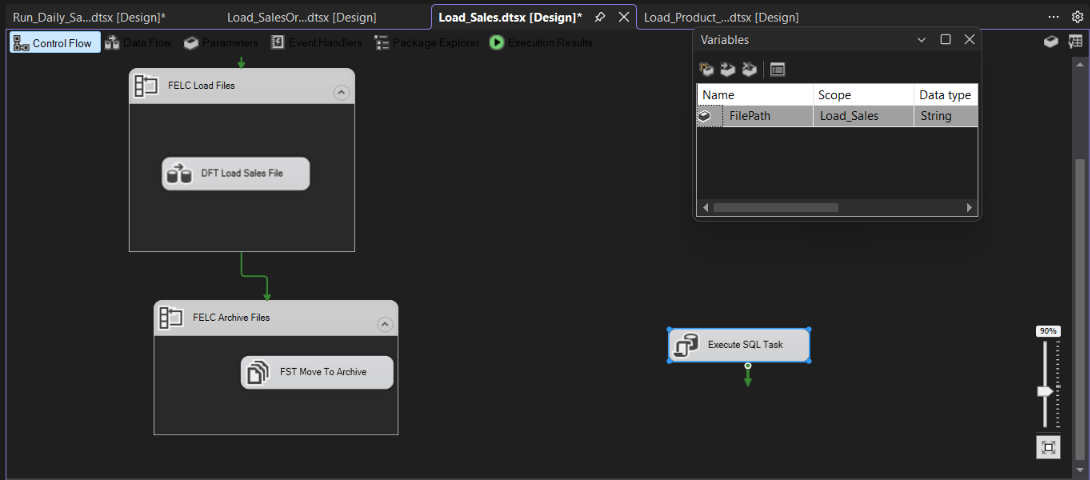 Run_Daily_Sa...dtsx [Design]* Load_SalesOr...dtsx [Design] Load_Sales.dtsx [Design]* Load_Product_...dtsx [Design]
Control Flow Data Flow Parameters Event Handlers Package Explorer Execution Results
Variables
Name Scope Data type
FilePath Load_Sales String
FELC Load Files
DFT Load Sales File
FELC Archive Files
FST Move To Archive
Execute SQL Task
90%